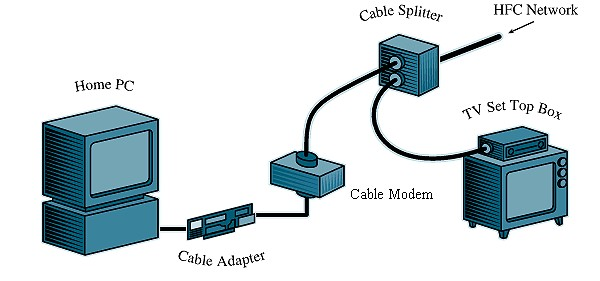 Cable Splitter
HFC Network
Home PC
TV Set Top Box
Cable Modem
Cable Adapter